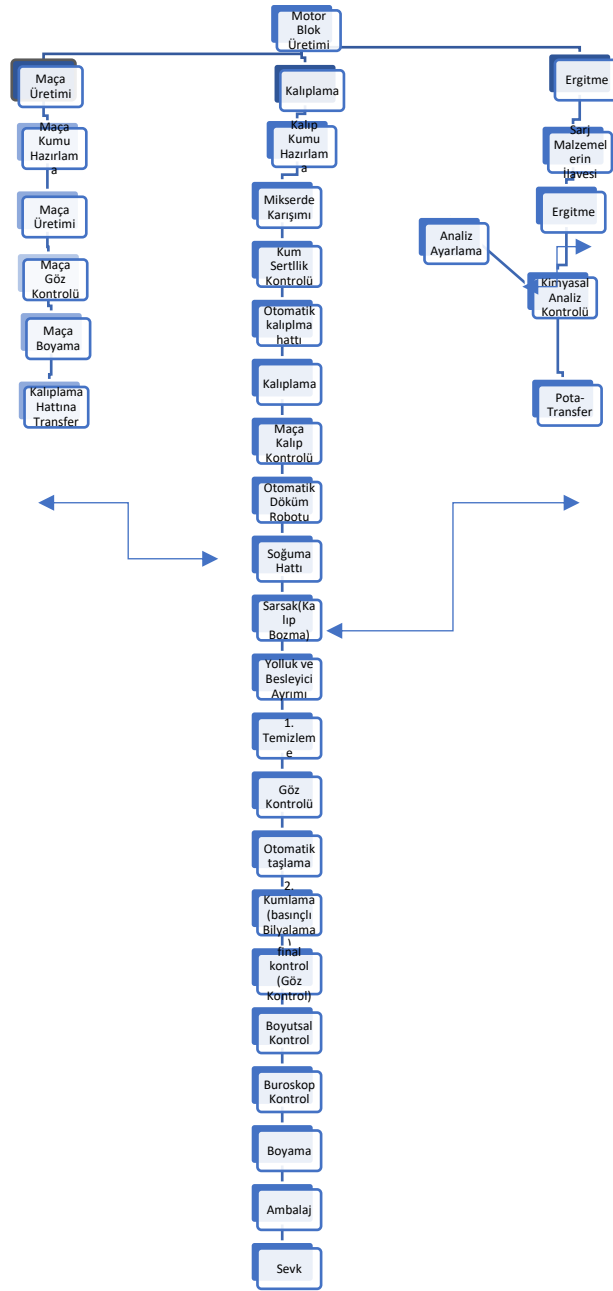 Motor
Blok
Üretimi
Maça
Üretimi
Maça
Kumu
Hazırlam
a
Maça
Üretimi
Maça
Göz
Kontrolü
Maça
Boyama
Kalıplama
Hattına
Transfer
Kalıplama
Kalıp
Kumu
Hazırlam
a
Mikserde
Karışımı
Kum
Sertllik
Kontrolü
Otomatik
kalıplma
hattı
Kalıplama
Maça
Kalıp
Kontrolü
Otomatik
Döküm
Robotu
Soğuma
Hattı
Sarsak(Ka
lıp
Bozma)
Yolluk ve
Besleyici
Ayrımı
1.
Temizlem
e
Göz
Kontrolü
Otomatik
taşlama
2.
Kumlama
(basınçlı
Bilyalama
)
final
kontrol
(Göz
Kontrol)
Boyutsal
Kontrol
Buroskop
Kontrol
Boyama
Ambalaj
Sevk
Ergitme
Sarj
Malzemel
erin
İlavesi
Ergitme
Analiz
Ayarlama
Kimyasal
Analiz
Kontrolü
Pota-
Transfer